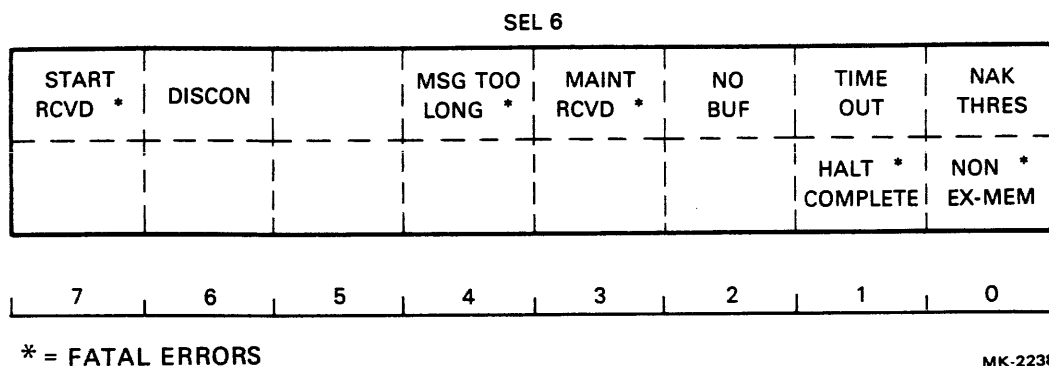 SEL 6
START DISCON MSG TOO MAINT NO TIME NAK
RCVD * LONG * RCVD * BUF OUT THRES
HALT * NON *
COMPLETE EX-MEM
7 6 5 4 3 2 1 0
* = FATAL ERRORS
MK-2238